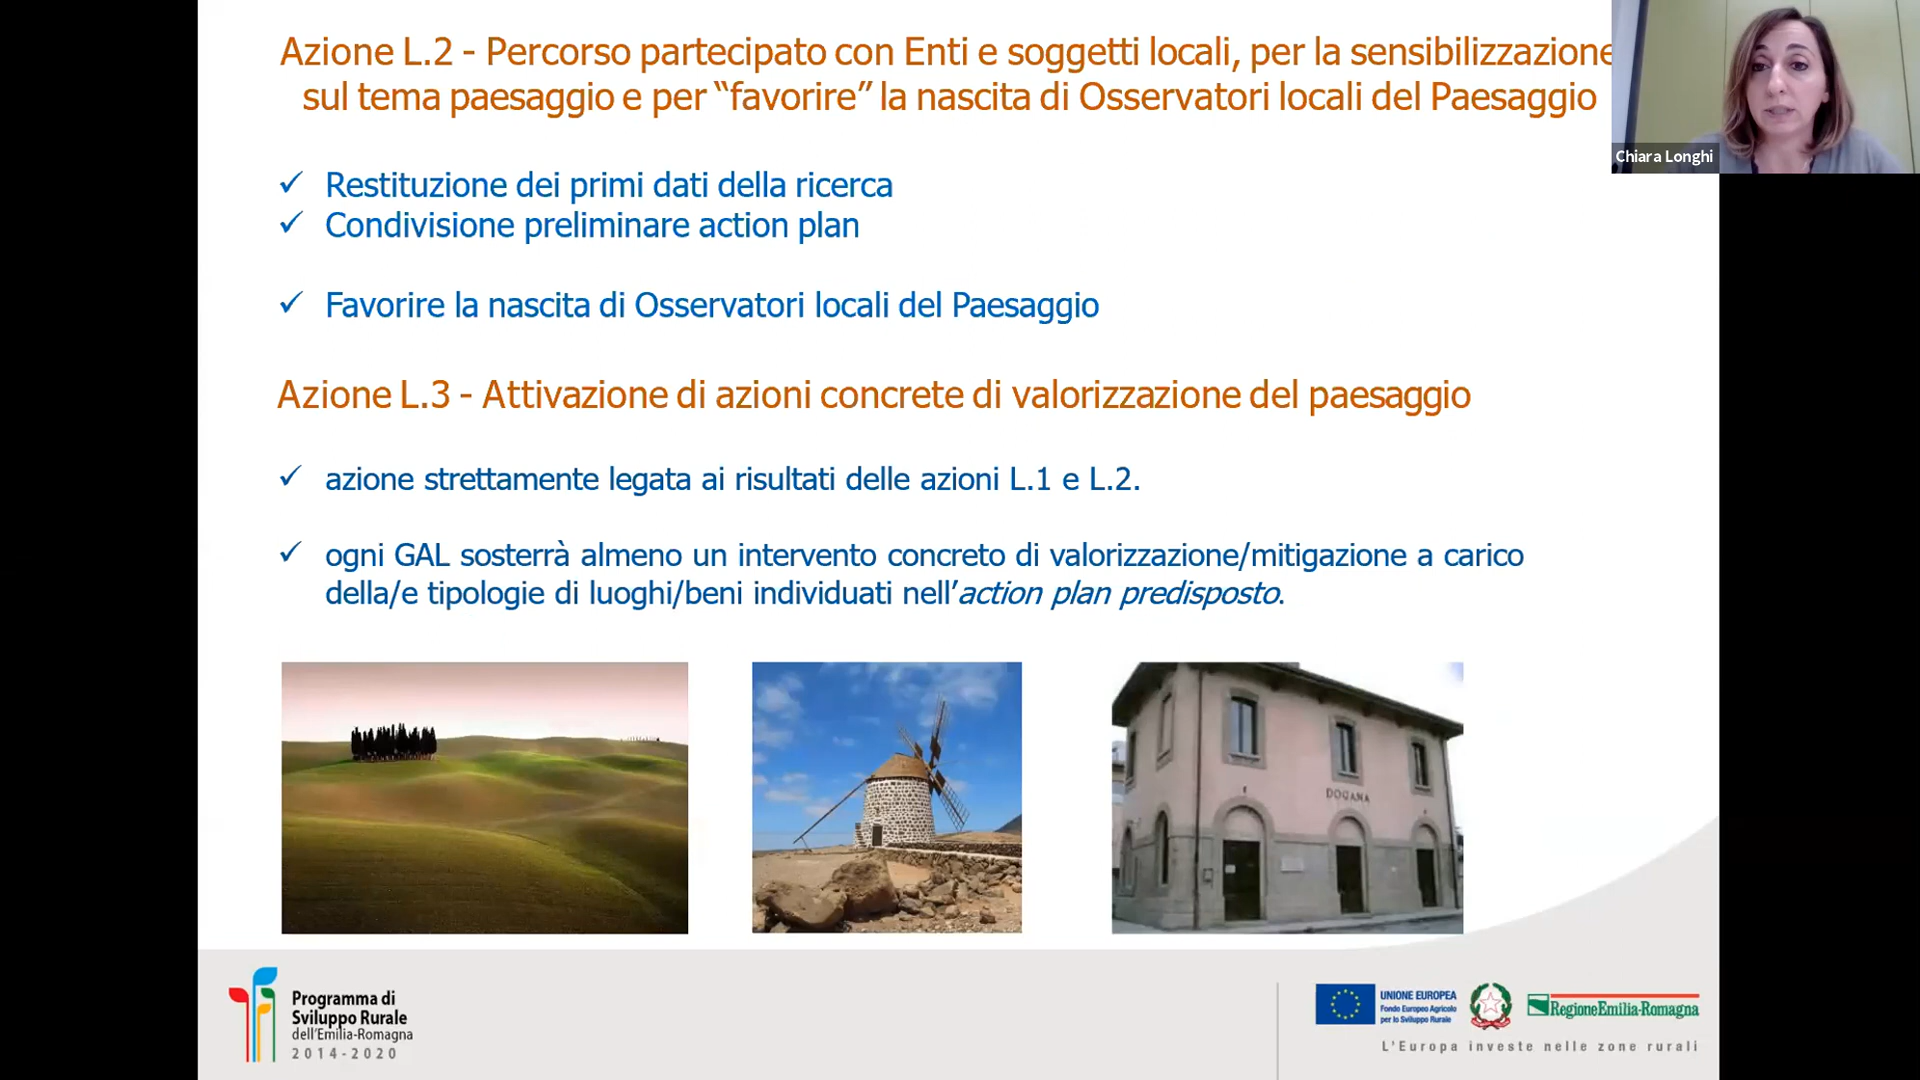 Azione L.2 - Percorso partecipato con Enti e soggetti locali, per la sensibilizzazione
sul tema paesaggio e per “favorire” la nascita di Osservatori locali del Paesaggio
Chiara Longhi
✓ Restituzione dei primi dati della ricerca
✓ Condivisione preliminare action plan
✓ Favorire la nascita di Osservatori locali del Paesaggio
Azione L.3 - Attivazione di azioni concrete di valorizzazione del paesaggio
✓ azione strettamente legata ai risultati delle azioni L.1 e L.2.
✓ ogni GAL sosterrà almeno un intervento concreto di valorizzazione/mitigazione a carico
della/e tipologie di luoghi/beni individuati nell’action plan predisposto.
DOGANA
Programma di
Sviluppo Rurale
dell'Emilia-Romagna
2014-2020
UNIONE EUROPEA
Fondo Europeo Agricolo
per lo Sviluppo Rurale
RegioneEmilia-Romagna
L'Europa investe nelle zone rurali